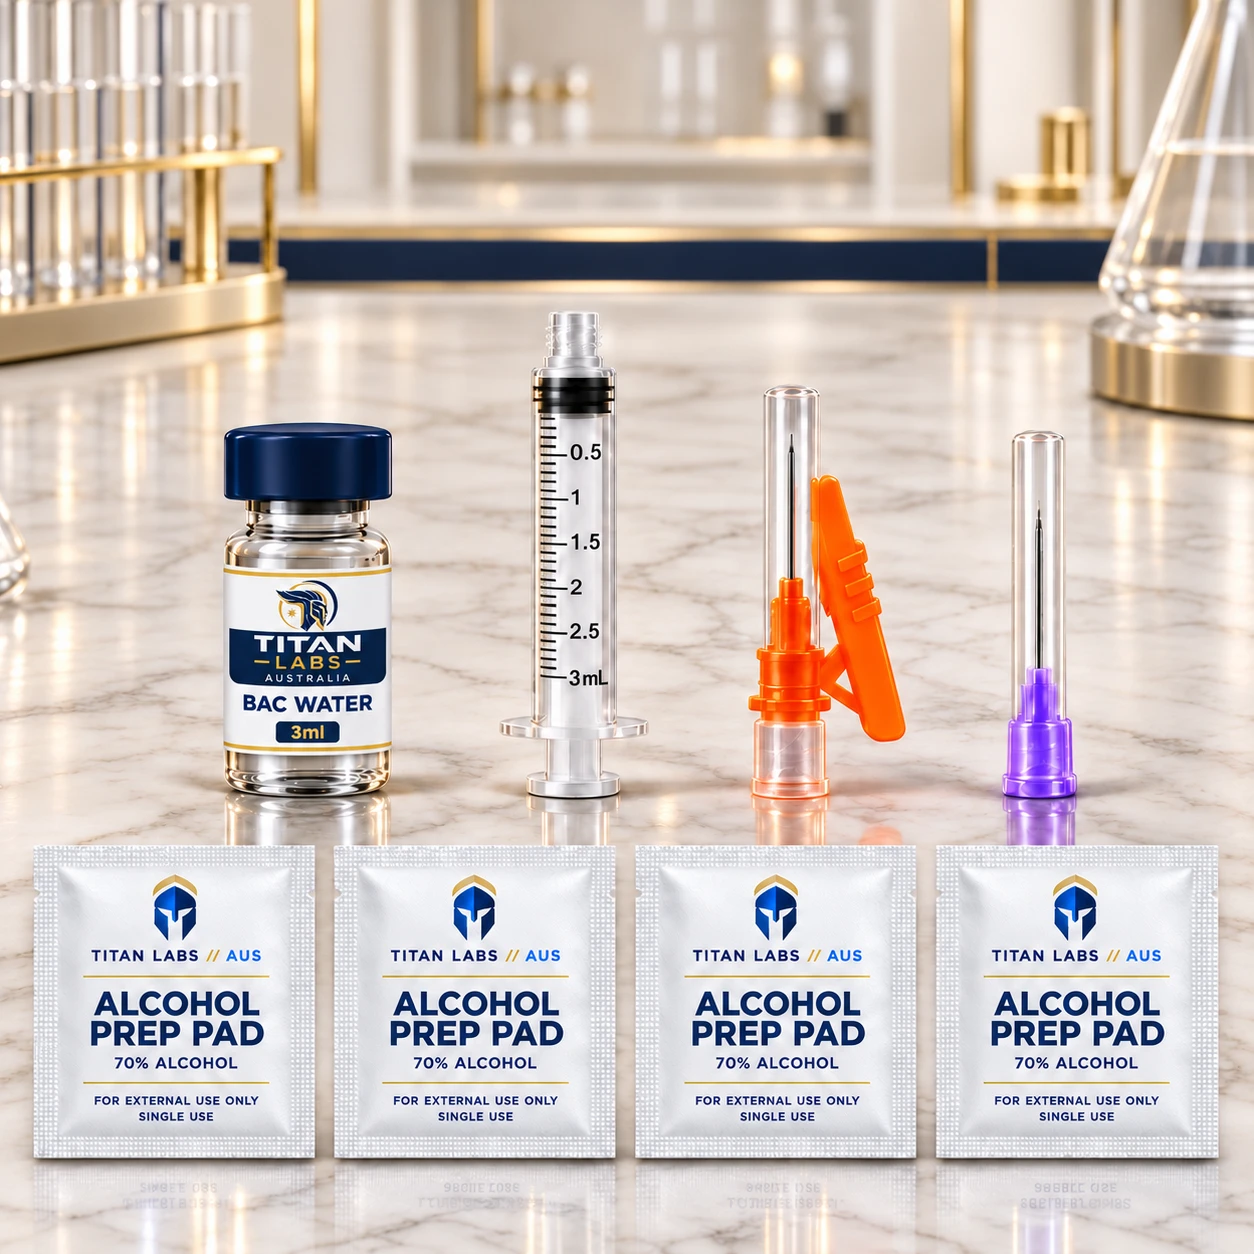 TITAN
LABS
AUSTRALIA
BAC WATER
3ml
0.5
1
1.5
2
2.5
3mL
TITAN LABS // AUS
ALCOHOL
PREP PAD
70% ALCOHOL
FOR EXTERNAL USE ONLY
SINGLE USE
TITAN LABS // AUS
ALCOHOL
PREP PAD
70% ALCOHOL
FOR EXTERNAL USE ONLY
SINGLE USE
TITAN LABS // AUS
ALCOHOL
PREP PAD
70% ALCOHOL
FOR EXTERNAL USE ONLY
SINGLE USE
TITAN LABS // AUS
ALCOHOL
PREP PAD
70% ALCOHOL
FOR EXTERNAL USE ONLY
SINGLE USE